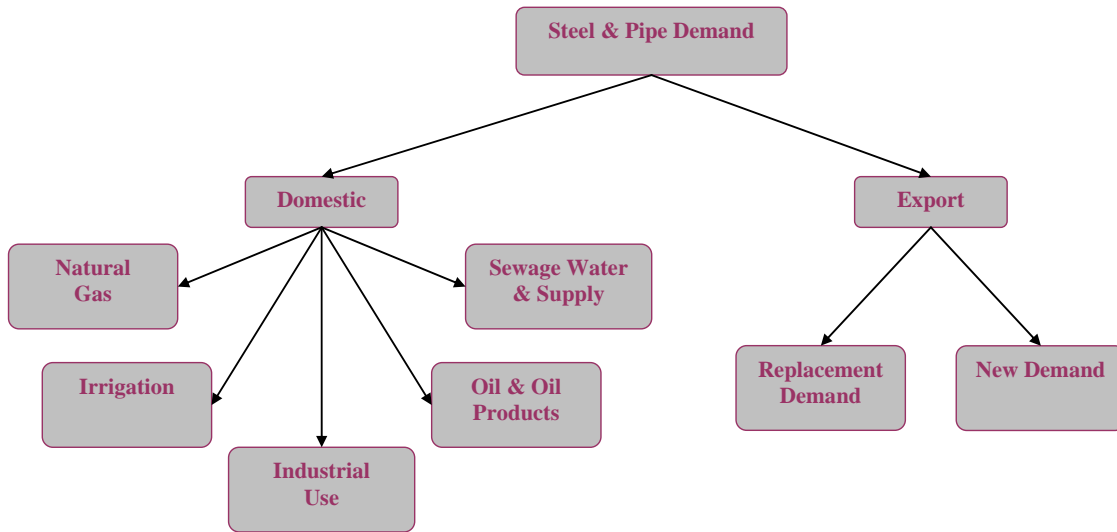 Steel & Pipe Demand
Domestic
Export
Natural
Gas
Sewage Water
& Supply
Irrigation
Oil & Oil
Products
Industrial
Use
Replacement
Demand
New Demand